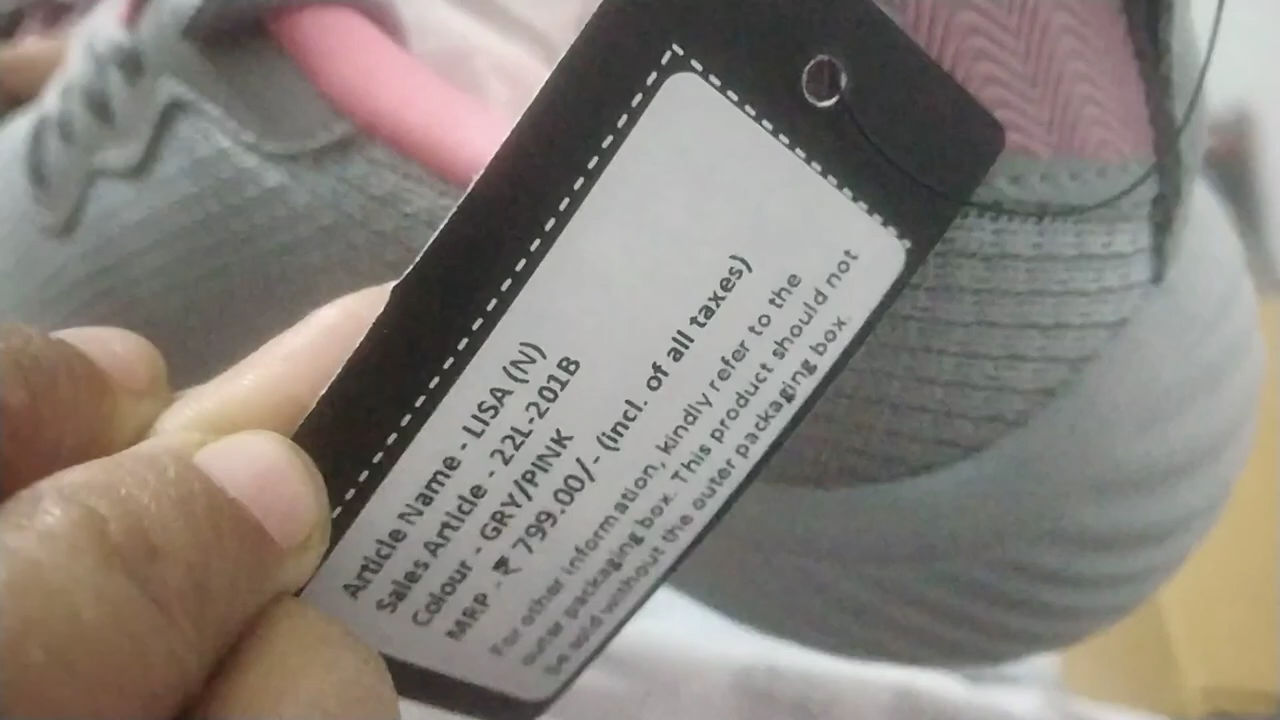 Article Name - LISA (N)
Sales Article - 22L-201B
Colour - GRY/PINK
MRP - ₹ 799.00/- (incl. of all taxes)
For other information, kindly refer to the
outer packaging box. This product should not
be sold without the outer packaging box.